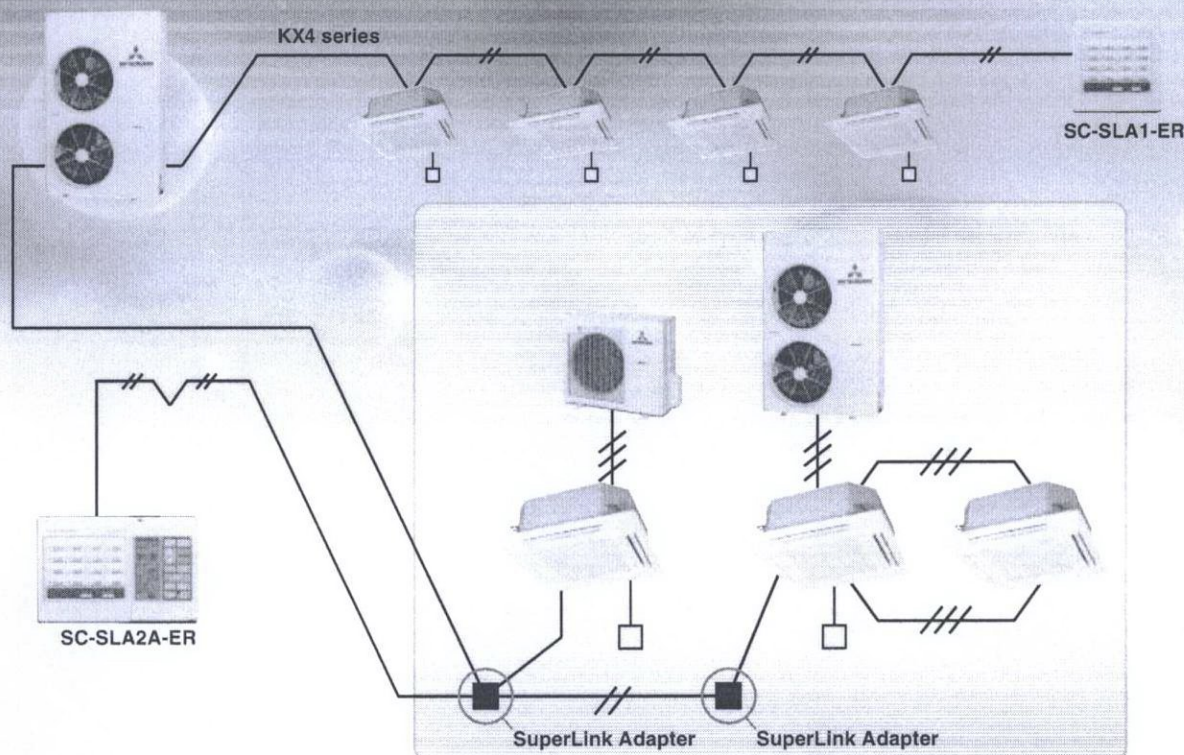 KX4 series
SC-SLA1-ER
SC-SLA2A-ER
SuperLink Adapter
SuperLink Adapter